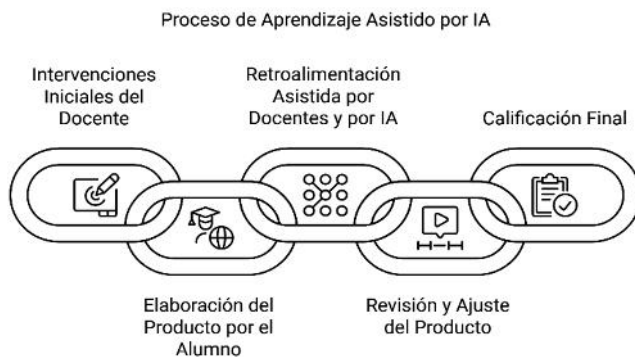 Proceso de Aprendizaje Asistido por IA
Intervenciones
Iniciales del
Docente
Retroalimentación
Asistida por
Docentes y por IA
Calificación Final
Elaboración del
Producto por el
Alumno
Revisión y Ajuste
del Producto